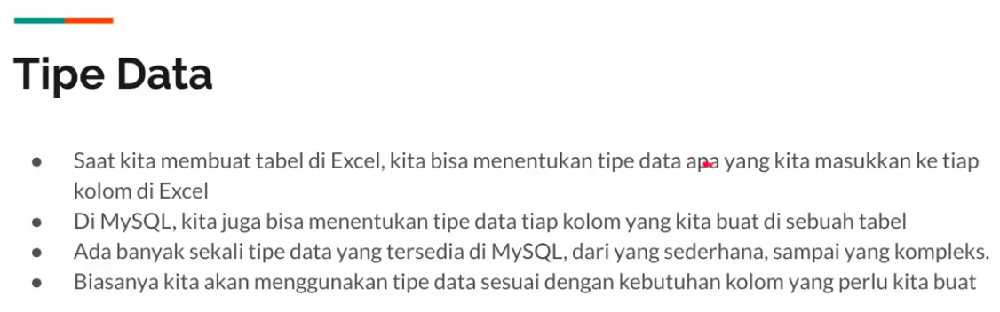 Tipe Data
● Saat kita membuat tabel di Excel, kita bisa menentukan tipe data apa yang kita masukkan ke tiap
kolom di Excel
● Di MySQL, kita juga bisa menentukan tipe data tiap kolom yang kita buat di sebuah tabel
● Ada banyak sekali tipe data yang tersedia di MySQL, dari yang sederhana, sampai yang kompleks.
● Biasanya kita akan menggunakan tipe data sesuai dengan kebutuhan kolom yang perlu kita buat